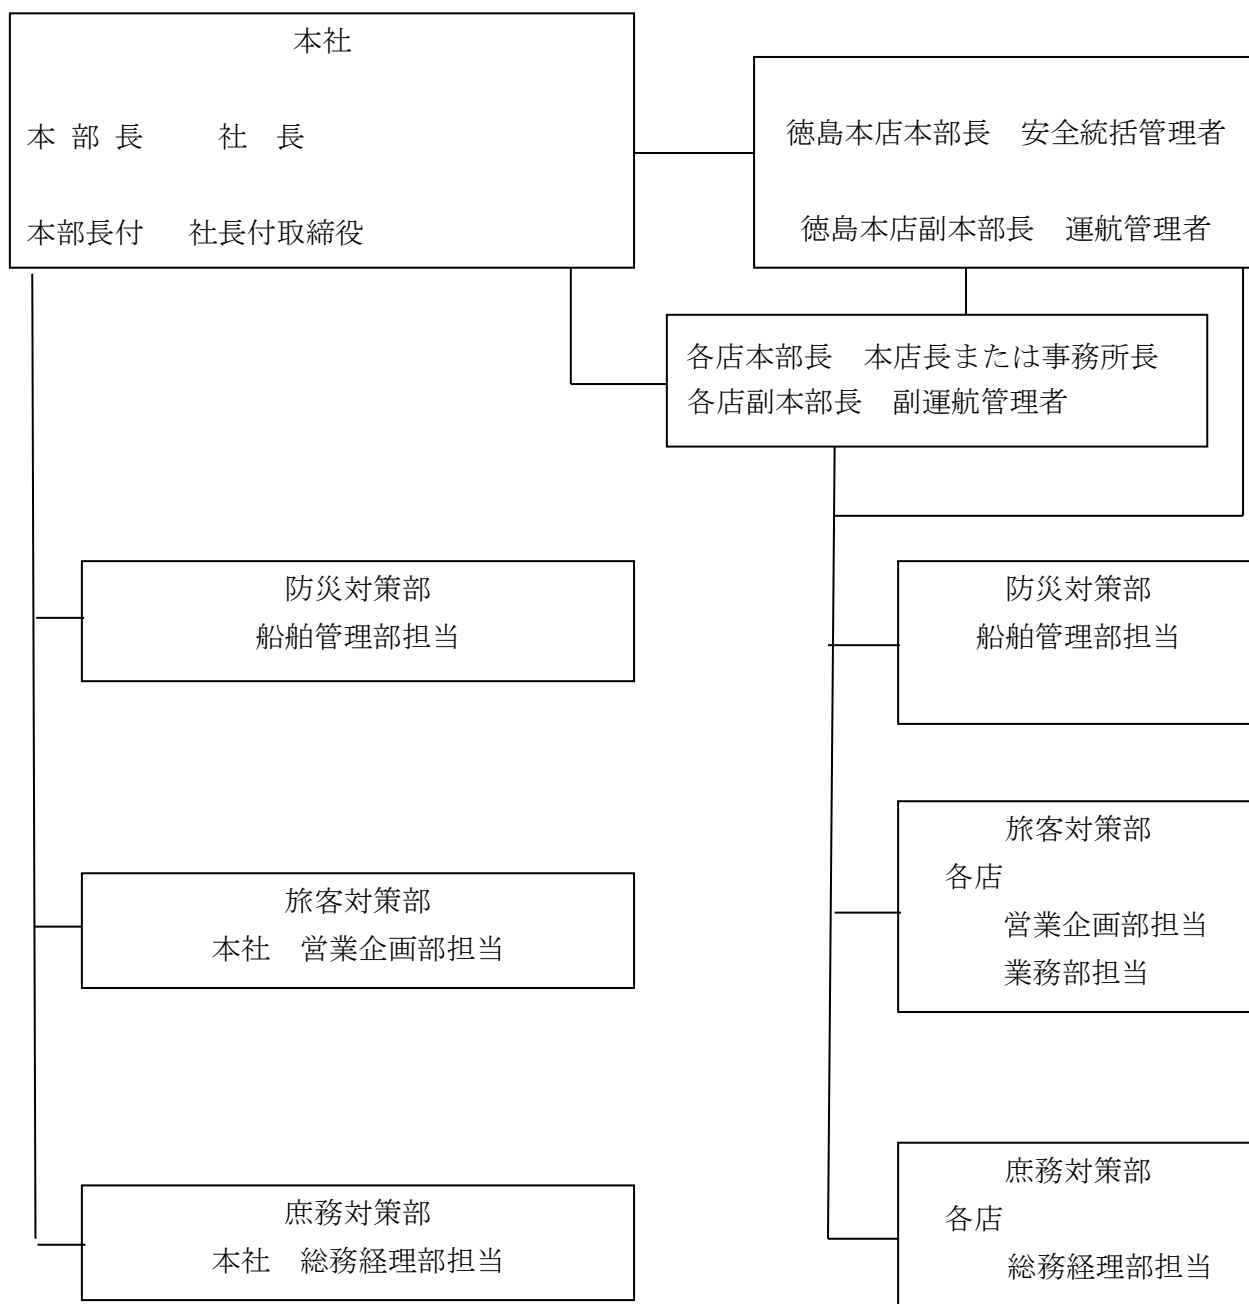 本社
本 部 長　　社　長
本部長付　社長付取締役
徳島本店本部長　安全統括管理者
徳島本店副本部長　運航管理者
各店本部長　本店長または事務所長
各店副本部長　副運航管理者
防災対策部
船舶管理部担当
旅客対策部
本社　営業企画部担当
庶務対策部
本社　総務経理部担当
防災対策部
船舶管理部担当
旅客対策部
各店
営業企画部担当
業務部担当
庶務対策部
各店
総務経理部担当